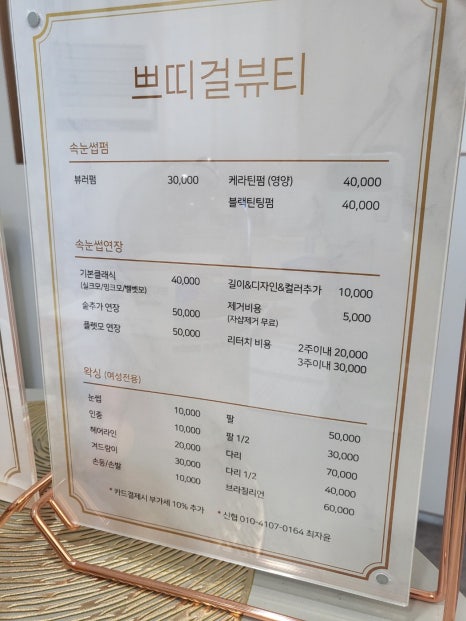 쁘띠걸뷰티
속눈썹펌
뷰러펌 30,000 케라틴펌 (영양) 40,000
블랙틴팅펌 40,000
속눈썹연장
기본클래식 40,000 길이&디자인&컬러추가 10,000
(실크모/밍크모/벨벳모)
숱추가 연장 50,000 제거비용 5,000
(자샵제거 무료)
플렛모 연장 50,000 리터치 비용 2주이내 20,000
3주이내 30,000
왁싱 (여성전용)
눈썹 10,000 팔 50,000
인중 10,000 팔 1/2 30,000
헤어라인 20,000 다리 70,000
겨드랑이 30,000 다리 1/2 40,000
손등/손발 10,000 브라질리언 60,000
* 카드결제시 부가세 10% 추가 * 신협 010-4107-0164 최자윤